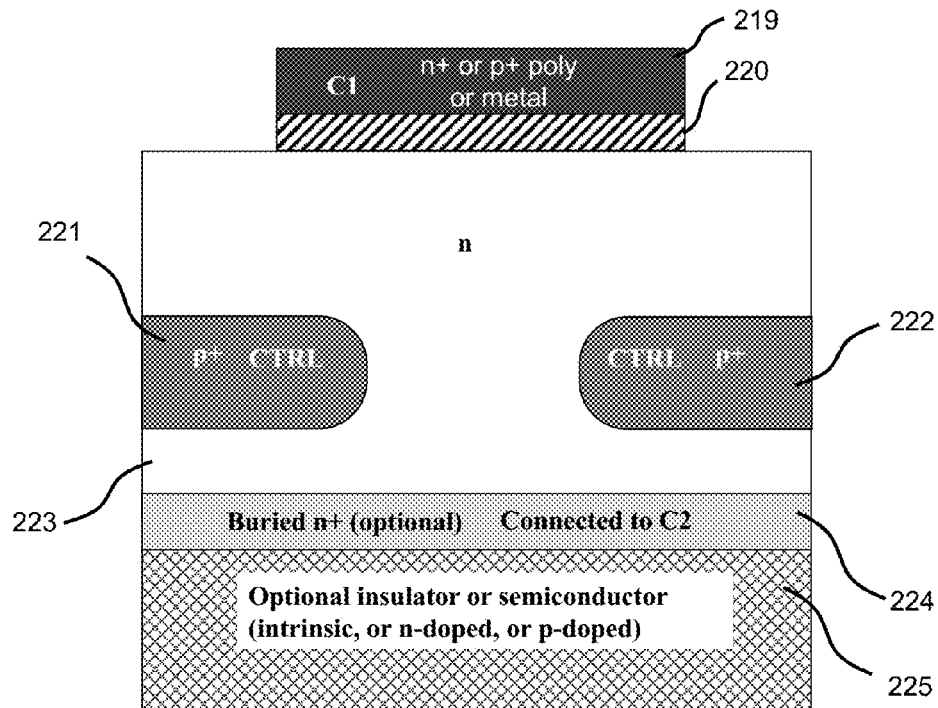 219
C1 n+ or p+ poly
or metal
220
n
221
p+ CTRL
CTRL p+
222
223
Buried n+ (optional) Connected to C2
224
Optional insulator or semiconductor
(intrinsic, or n-doped, or p-doped)
225